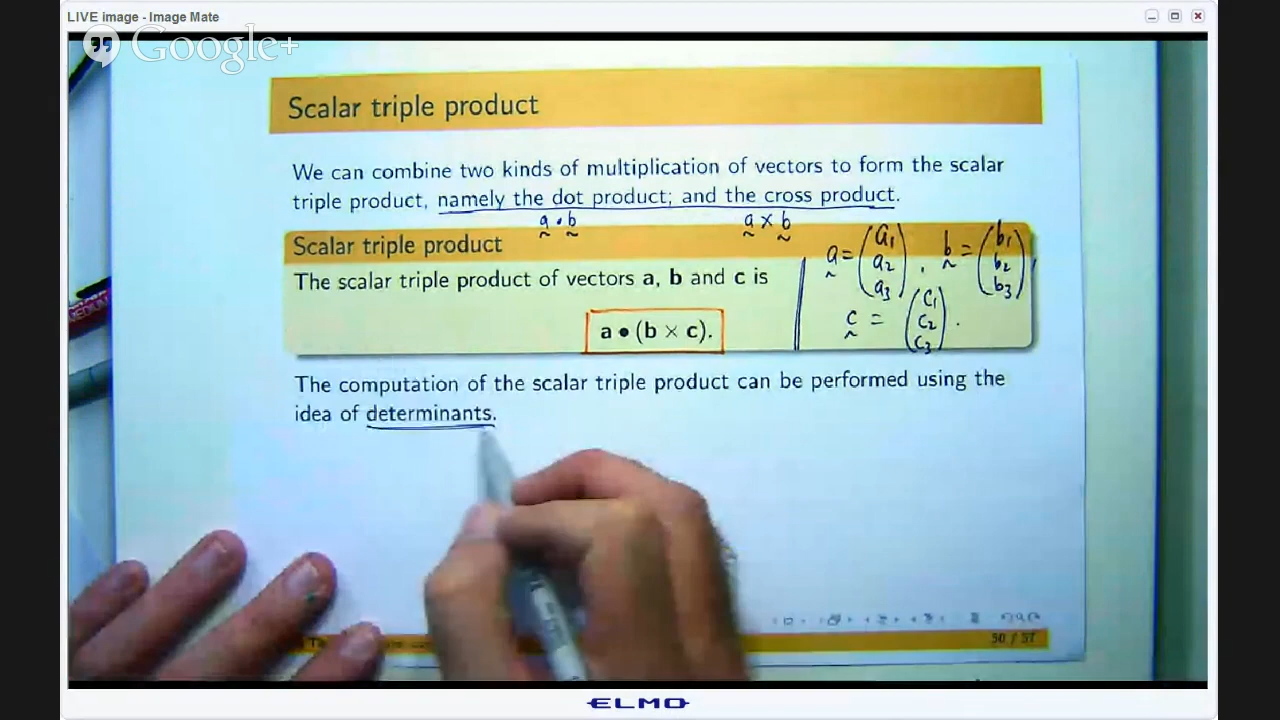 LIVE image - Image Mate
Google+
Scalar triple product
We can combine two kinds of multiplication of vectors to form the scalar
triple product, namely the dot product; and the cross product.
a • b a × b
Scalar triple product
The scalar triple product of vectors a, b and c is
a • (b × c).
a = (a1 a2 a3), b = (b1 b2 b3),
c = (c1 c2 c3).
The computation of the scalar triple product can be performed using the
idea of determinants.
50 / 57
MEDIUM
ELMO